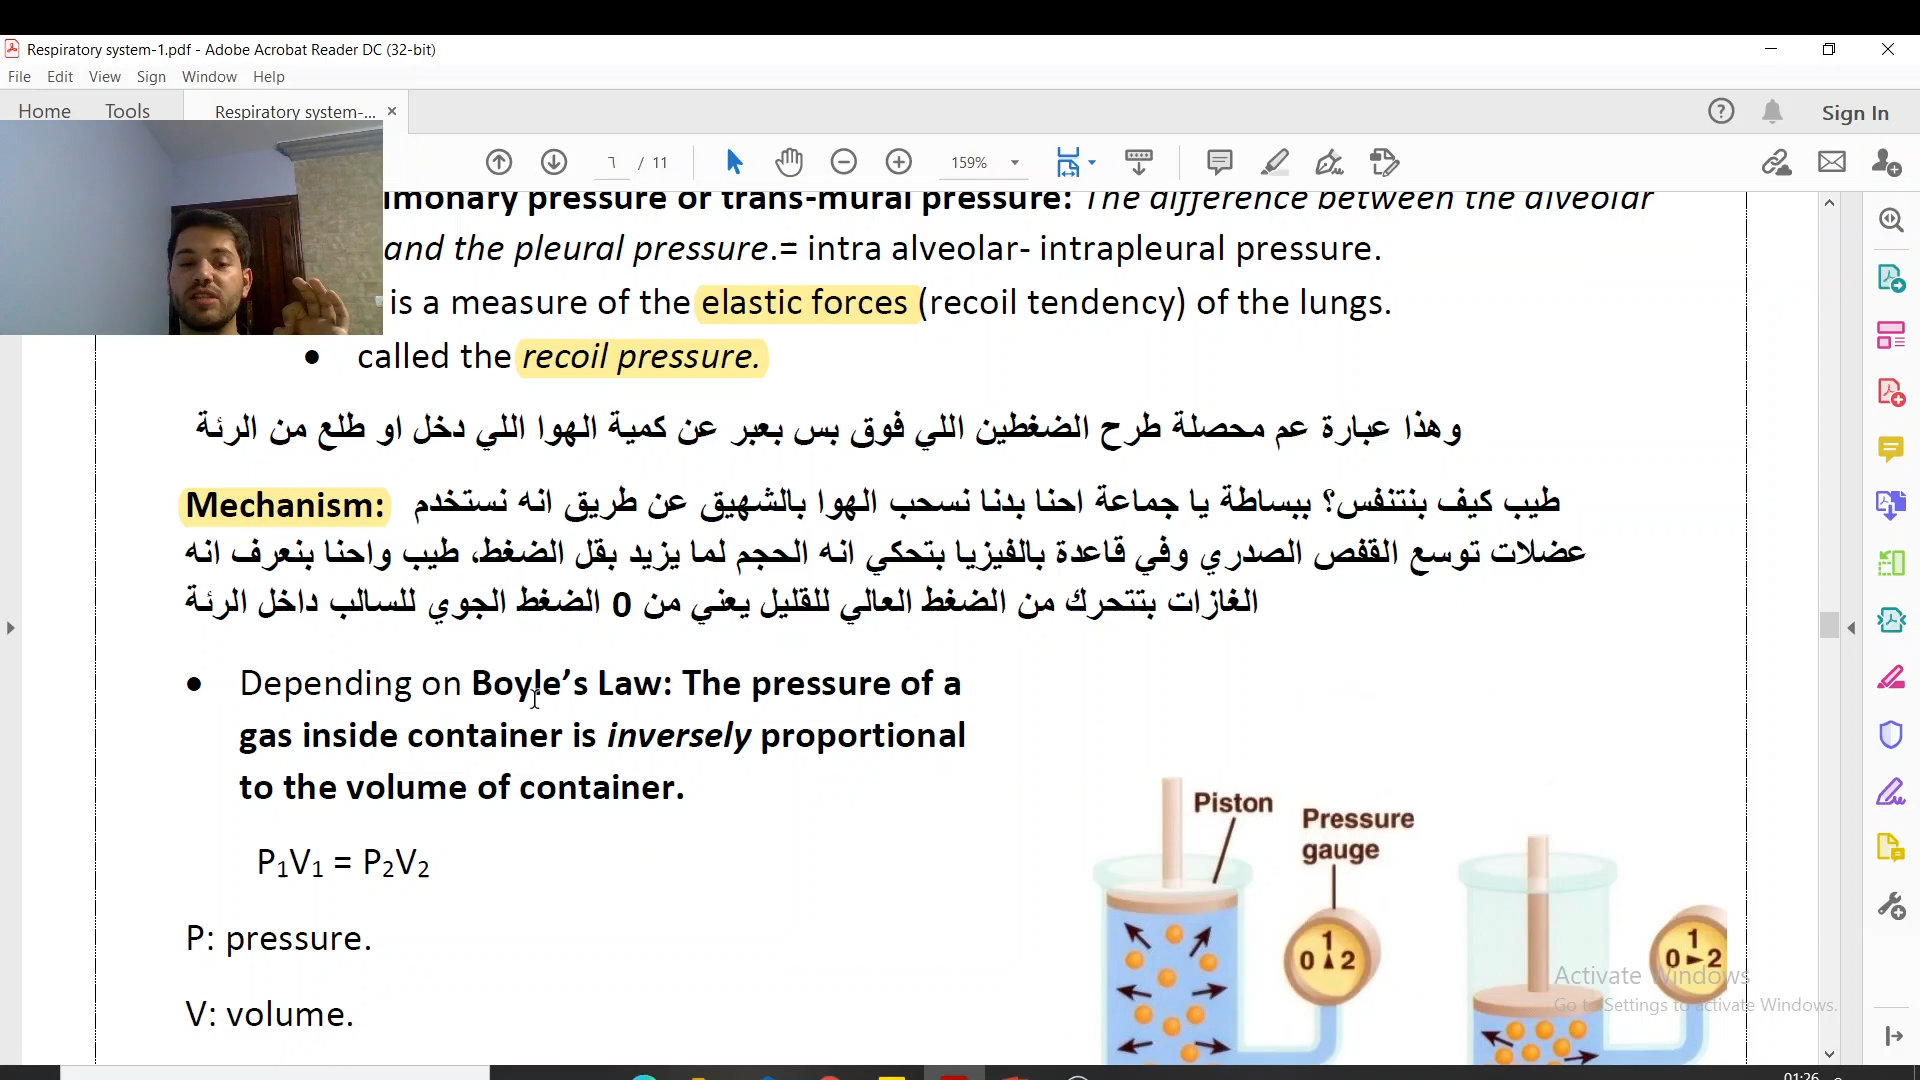 Respiratory system-1.pdf - Adobe Acrobat Reader DC (32-bit)
File Edit View Sign Window Help
Home Tools Respiratory system-... × Sign In
٦ / 11 159%
lmonary pressure or trans-mural pressure: The difference between the alveolar
and the pleural pressure.= intra alveolar- intrapleural pressure.
is a measure of the elastic forces (recoil tendency) of the lungs.
• called the recoil pressure.
وهذا عبارة عم محصلة طرح الضغطين اللي فوق بس بعبر عن كمية الهوا اللي دخل او طلع من الرئة
Mechanism: طيب كيف بنتنفس؟ ببساطة يا جماعة احنا بدنا نسحب الهوا بالشهيق عن طريق انه نستخدم
عضلات توسع القفص الصدري وفي قاعدة بالفيزيا بتحكي انه الحجم لما يزيد بقل الضغط، طيب واحنا بنعرف انه
الغازات بتتحرك من الضغط العالي للقليل يعني من 0 الضغط الجوي للسالب داخل الرئة
• Depending on Boyle’s Law: The pressure of a
gas inside container is inversely proportional
to the volume of container.
P₁V₁ = P₂V₂
P: pressure.
V: volume.
Piston
Pressure
gauge
1
0 2
1
0 2
Activate Windows
Go to Settings to activate Windows.
01:26